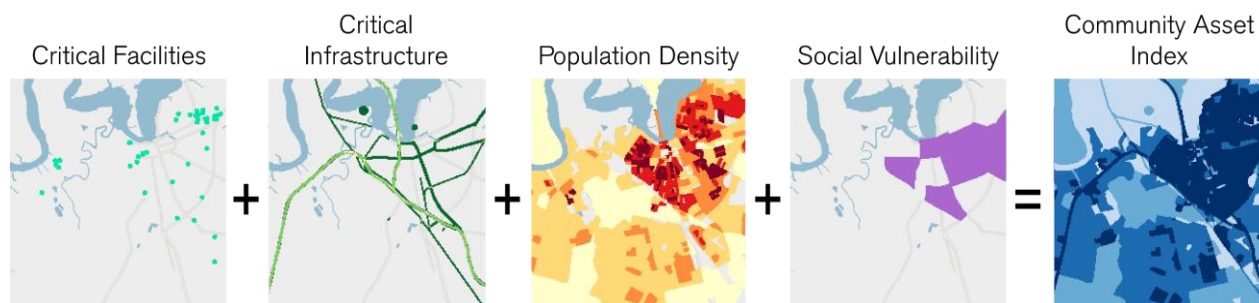 Critical Facilities
+
Critical
Infrastructure
+
Population Density
+
Social Vulnerability
=
Community Asset
Index